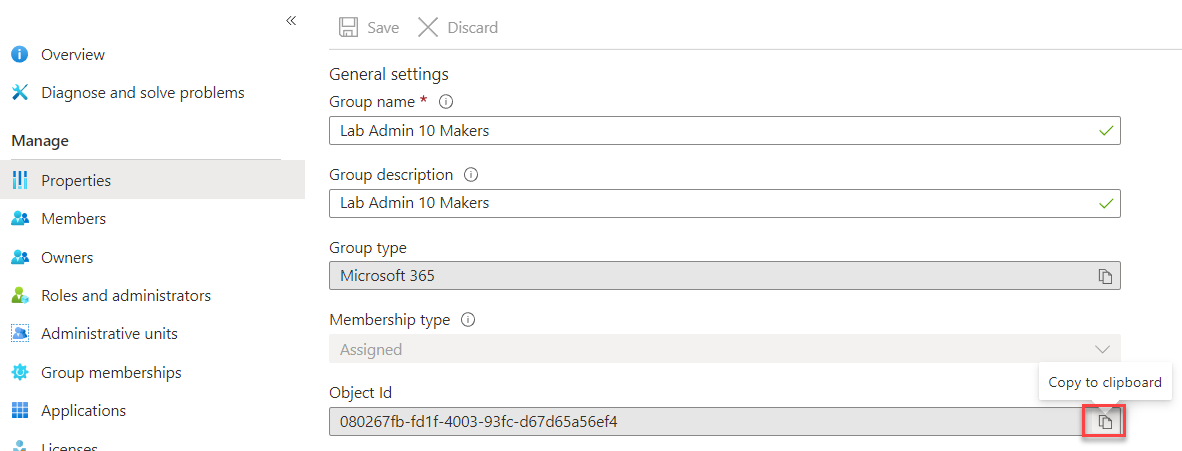 «
Overview
Diagnose and solve problems
Manage
Properties
Members
Owners
Roles and administrators
Administrative units
Group memberships
Applications
Licenses
Save Discard
General settings
Group name *
Lab Admin 10 Makers
Group description
Lab Admin 10 Makers
Group type
Microsoft 365
Membership type
Assigned
Copy to clipboard
Object Id
080267fb-fd1f-4003-93fc-d67d65a56ef4